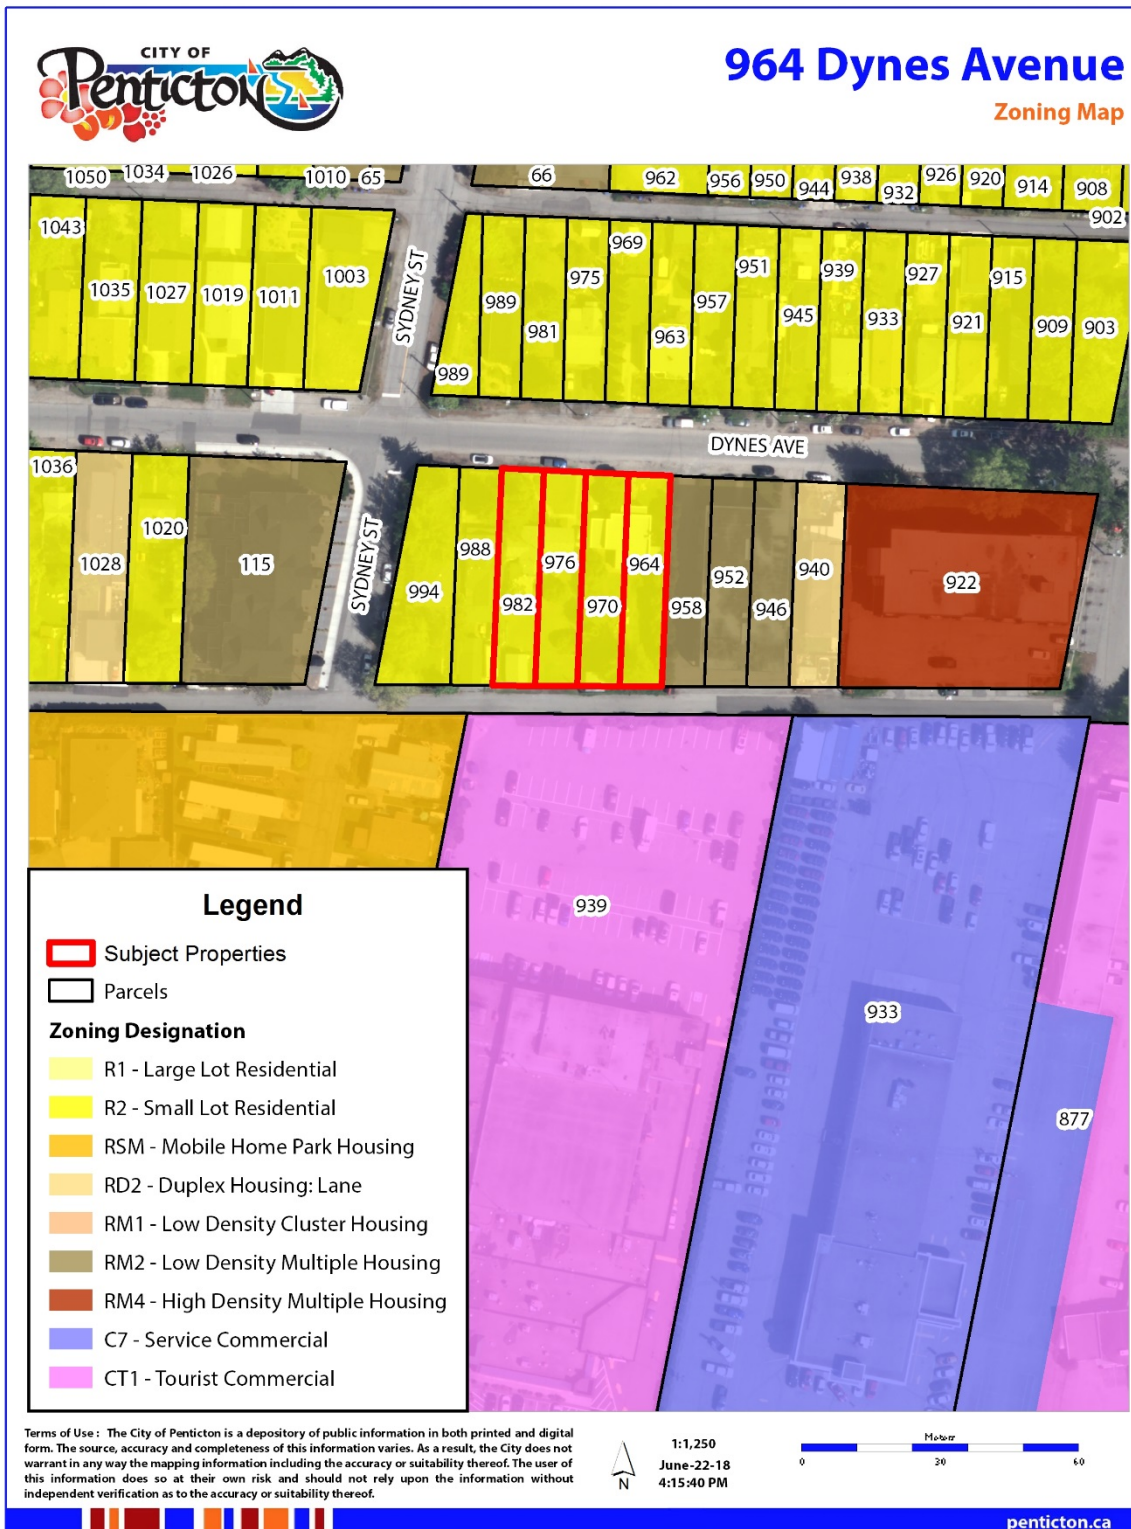 CITY OF
Penticton
964 Dynes Avenue
Zoning Map
1050 1034 1026 1010 65 66 962 956 950 944 938 932 926 920 914 908
902
1043 1035 1027 1019 1011 1003
SYDNEY ST
989 989 981 975 969 963 957 951 945 939 933 927 921 915 909 903
DYNES AVE
1036 1028 1020 115
SYDNEY ST
994 988 982 976 970 964 958 952 946 940 922
939
933
877
Legend
Subject Properties
Parcels
Zoning Designation
R1 - Large Lot Residential
R2 - Small Lot Residential
RSM - Mobile Home Park Housing
RD2 - Duplex Housing: Lane
RM1 - Low Density Cluster Housing
RM2 - Low Density Multiple Housing
RM4 - High Density Multiple Housing
C7 - Service Commercial
CT1 - Tourist Commercial
Terms of Use : The City of Penticton is a depository of public information in both printed and digital
form. The source, accuracy and completeness of this information varies. As a result, the City does not
warrant in any way the mapping information including the accuracy or suitability thereof. The user of
this information does so at their own risk and should not rely upon the information without
independent verification as to the accuracy or suitability thereof.
N
1:1,250
June-22-18
4:15:40 PM
Meters
0 30 60
penticton.ca